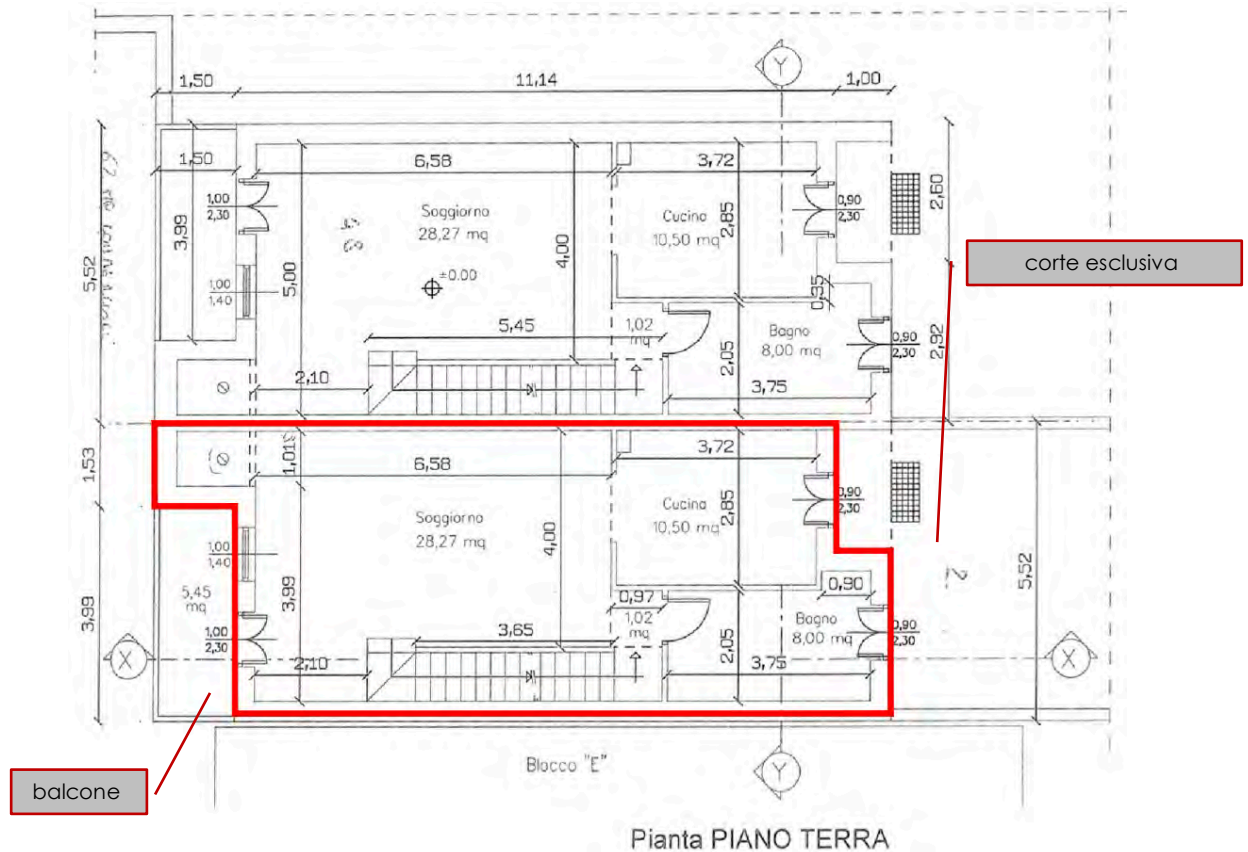 1,50
11,14
1,00
Y
1,50
6,58
3,72
1,00
2,30
3,99
Soggiorno
28,27 mq
Cucina
10,50 mq
2,85
0,90
2,30
2,60
corte esclusiva
5,52
5,00
4,00
±0.00
1,00
1,40
0,35
5,45
1,02
mq
Bagno
8,00 mq
0,90
2,30
2,92
2,10
2,05
3,75
1,53
1,01
6,58
3,72
Soggiorno
28,27 mq
Cucina
10,50 mq
2,85
0,90
2,30
4,00
1,00
1,40
5,45
mq
3,99
3,99
0,97
1,02
mq
0,90
2.
5,52
1,00
2,30
3,65
Bagno
8,00 mq
0,90
2,30
X
2,10
2,05
3,75
X
Blocco "E"
Y
balcone
Pianta PIANO TERRA